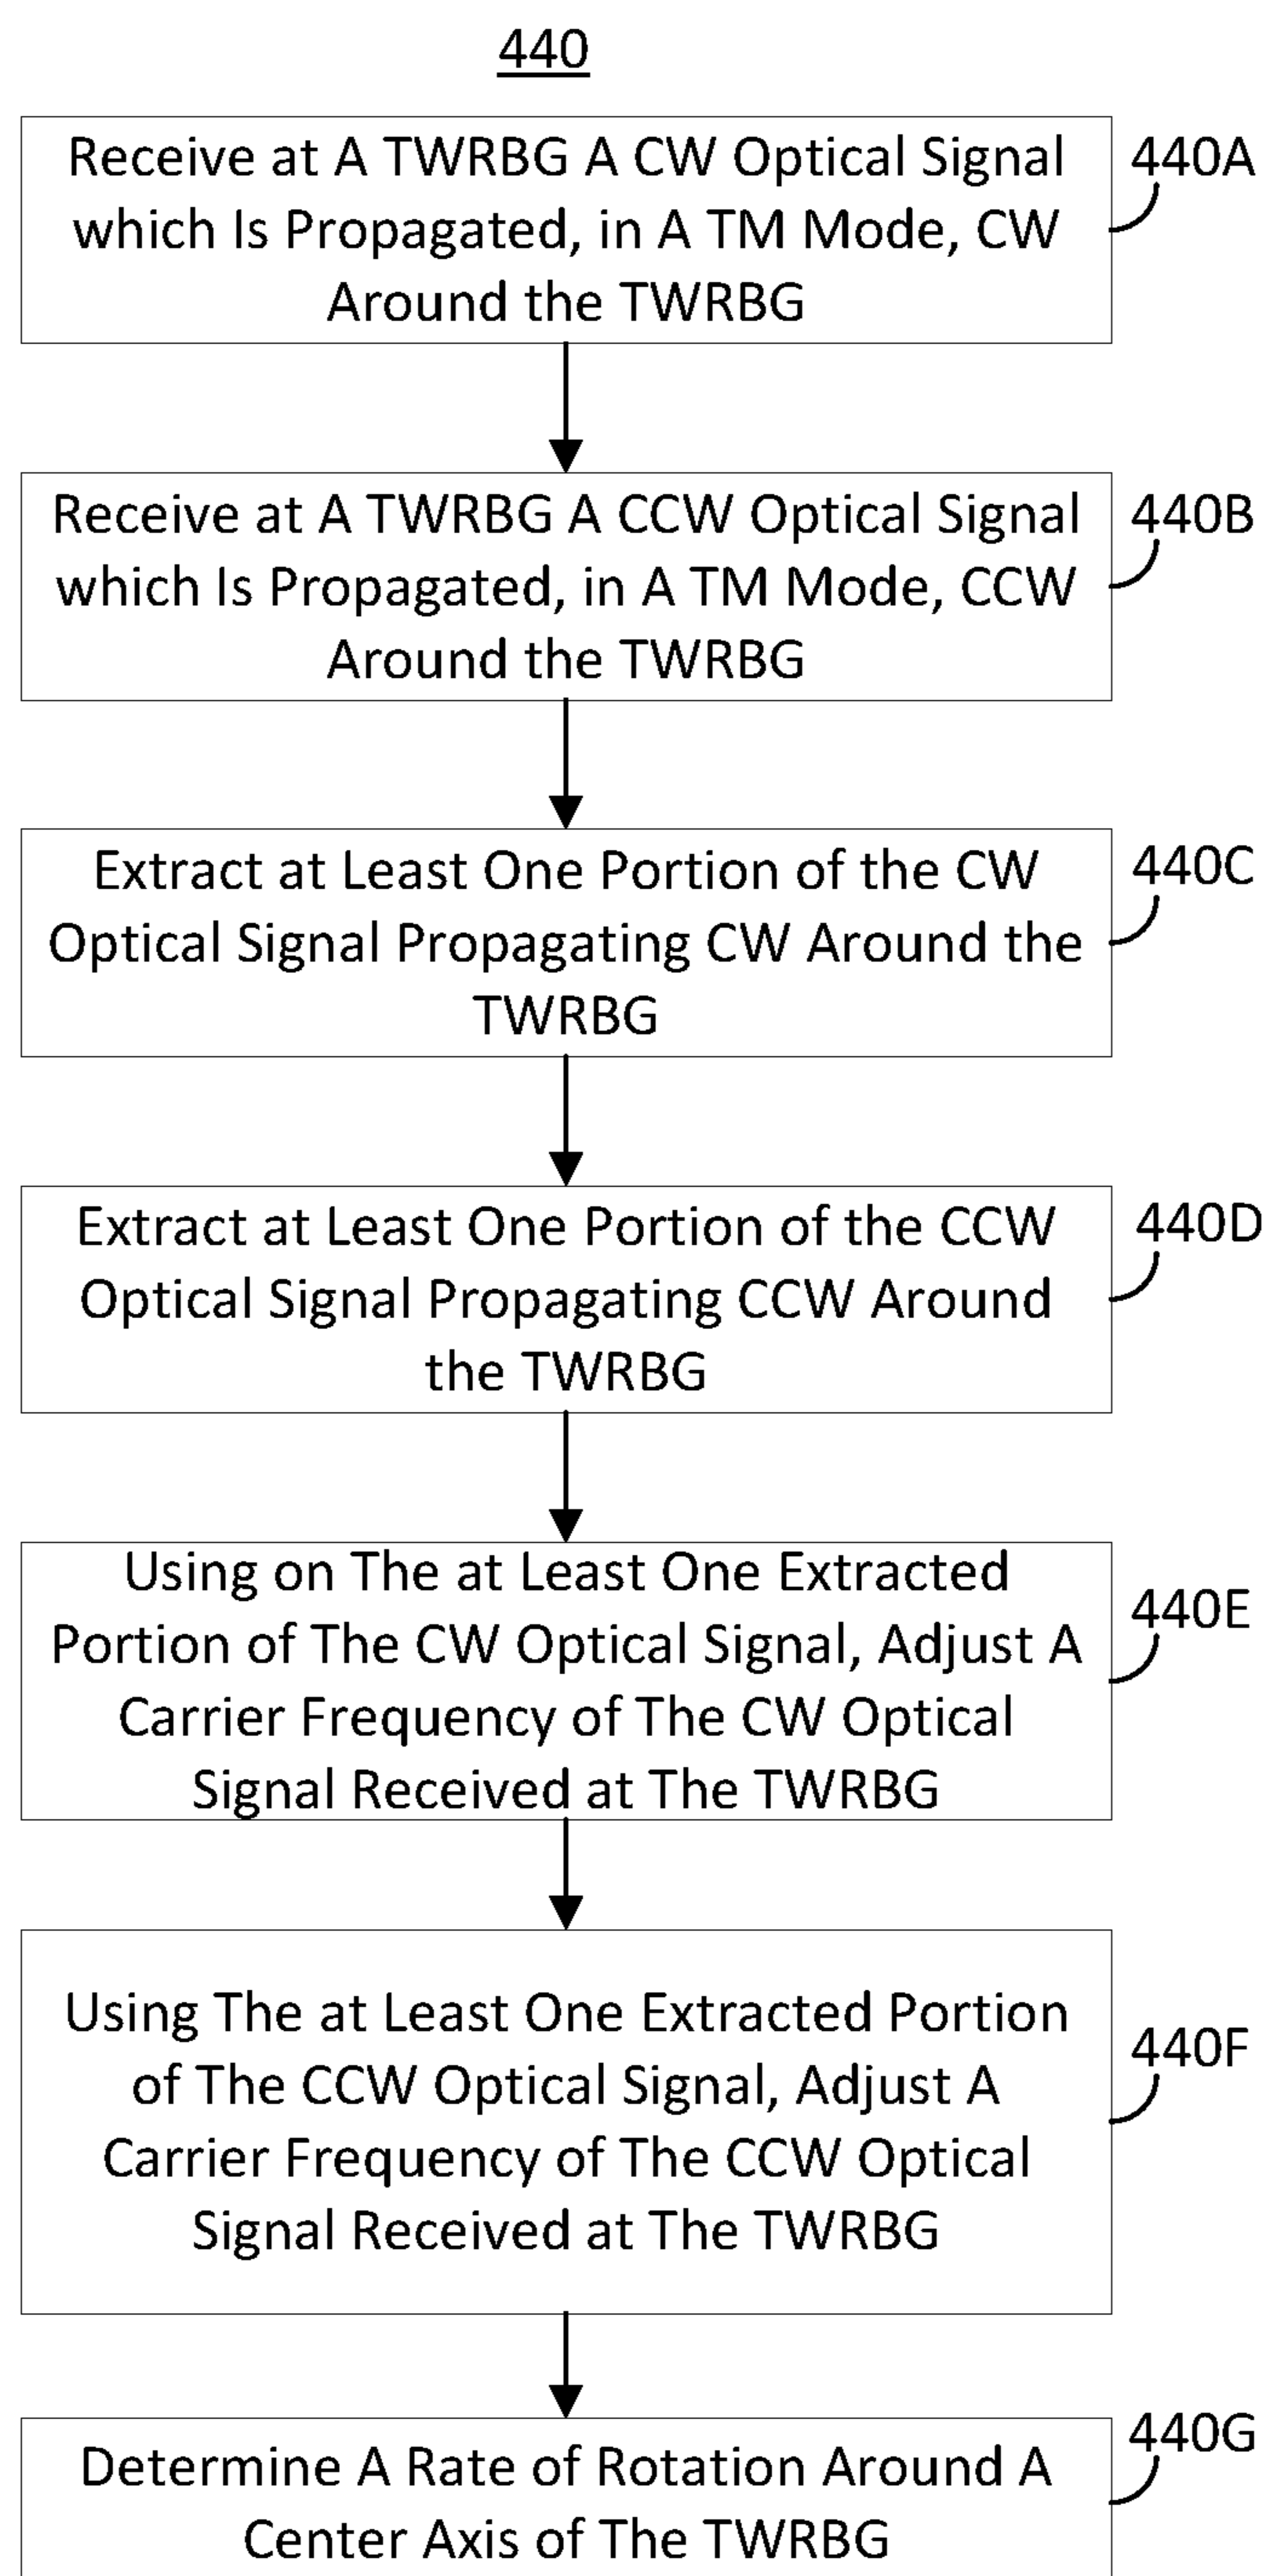 440
Receive at A TWRBG A CW Optical Signal
which Is Propagated, in A TM Mode, CW
Around the TWRBG
440A
Receive at A TWRBG A CCW Optical Signal
which Is Propagated, in A TM Mode, CCW
Around the TWRBG
440B
Extract at Least One Portion of the CW
Optical Signal Propagating CW Around the
TWRBG
440C
Extract at Least One Portion of the CCW
Optical Signal Propagating CCW Around
the TWRBG
440D
Using on The at Least One Extracted
Portion of The CW Optical Signal, Adjust A
Carrier Frequency of The CW Optical
Signal Received at The TWRBG
440E
Using The at Least One Extracted Portion
of The CCW Optical Signal, Adjust A
Carrier Frequency of The CCW Optical
Signal Received at The TWRBG
440F
Determine A Rate of Rotation Around A
Center Axis of The TWRBG
440G